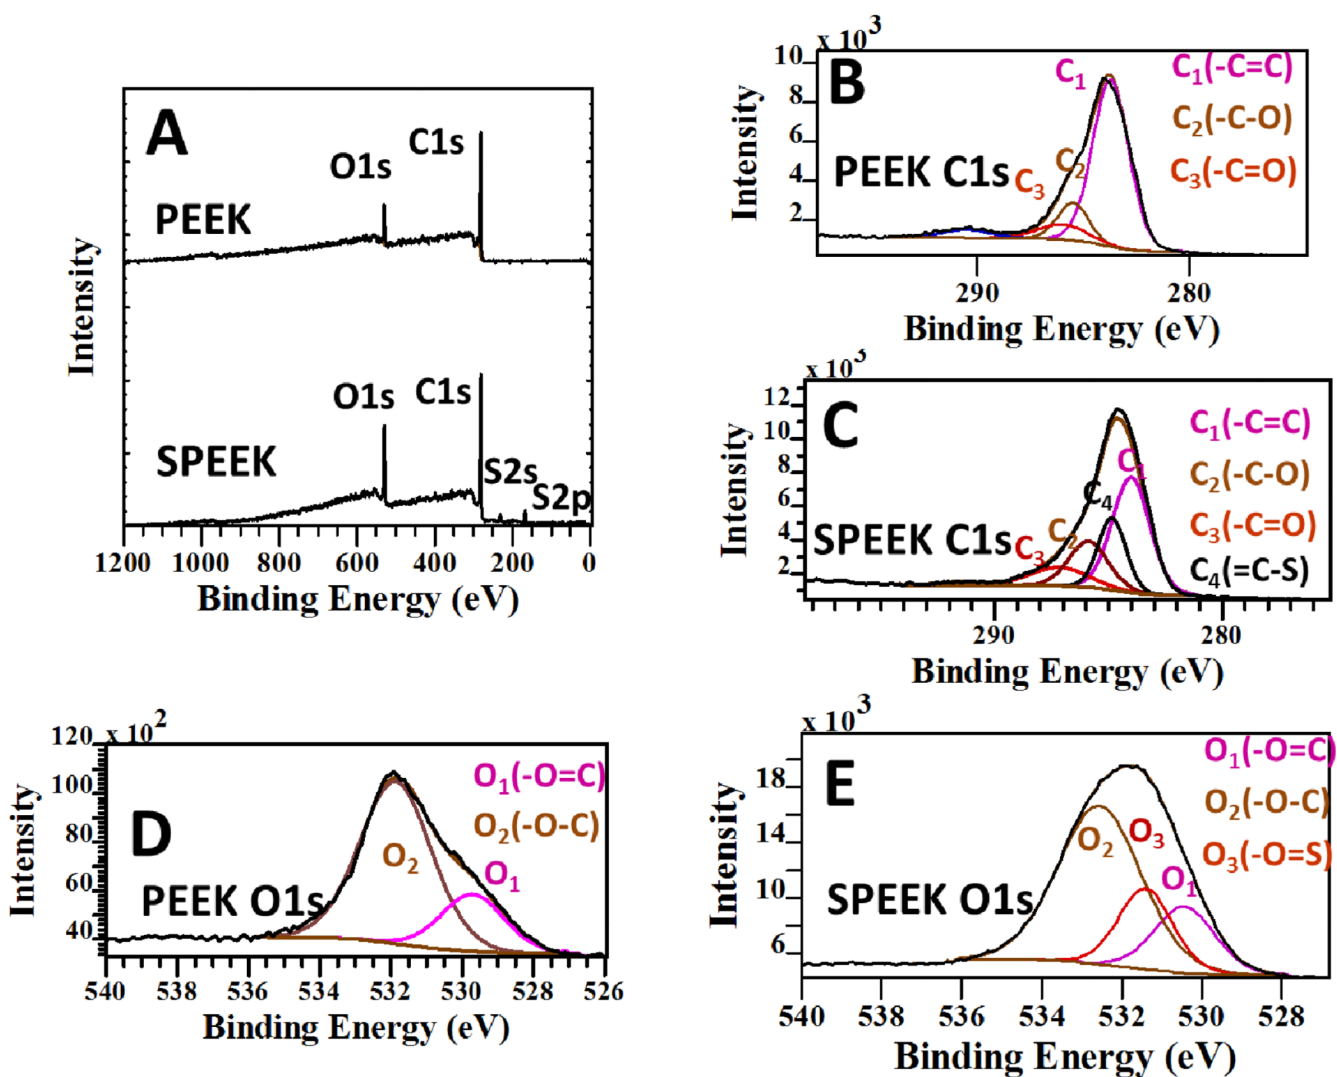 A
O1s
C1s
PEEK
O1s
C1s
SPEEK
S2s
S2p
Intensity
1200 1000 800 600 400 200 0
Binding Energy (eV)
x 10³
B
C₁
C₂
C₃
PEEK C1s
C₁(-C=C)
C₂(-C-O)
C₃(-C=O)
10
8
6
4
2
Intensity
290 280
Binding Energy (eV)
C
C₄
C₂
C₃
SPEEK C1s
C₁(-C=C)
C₂(-C-O)
C₃(-C=O)
C₄(=C-S)
12
10
8
6
4
2
Intensity
290 280
Binding Energy (eV)
120 x 10²
100
80
60
40
D
O₂
O₁
PEEK O1s
O₁(-O=C)
O₂(-O-C)
Intensity
540 538 536 534 532 530 528 526
Binding Energy (eV)
x 10³
E
O₂
O₃
O₁
SPEEK O1s
O₁(-O=C)
O₂(-O-C)
O₃(-O=S)
18
14
10
6
Intensity
540 538 536 534 532 530 528
Binding Energy (eV)